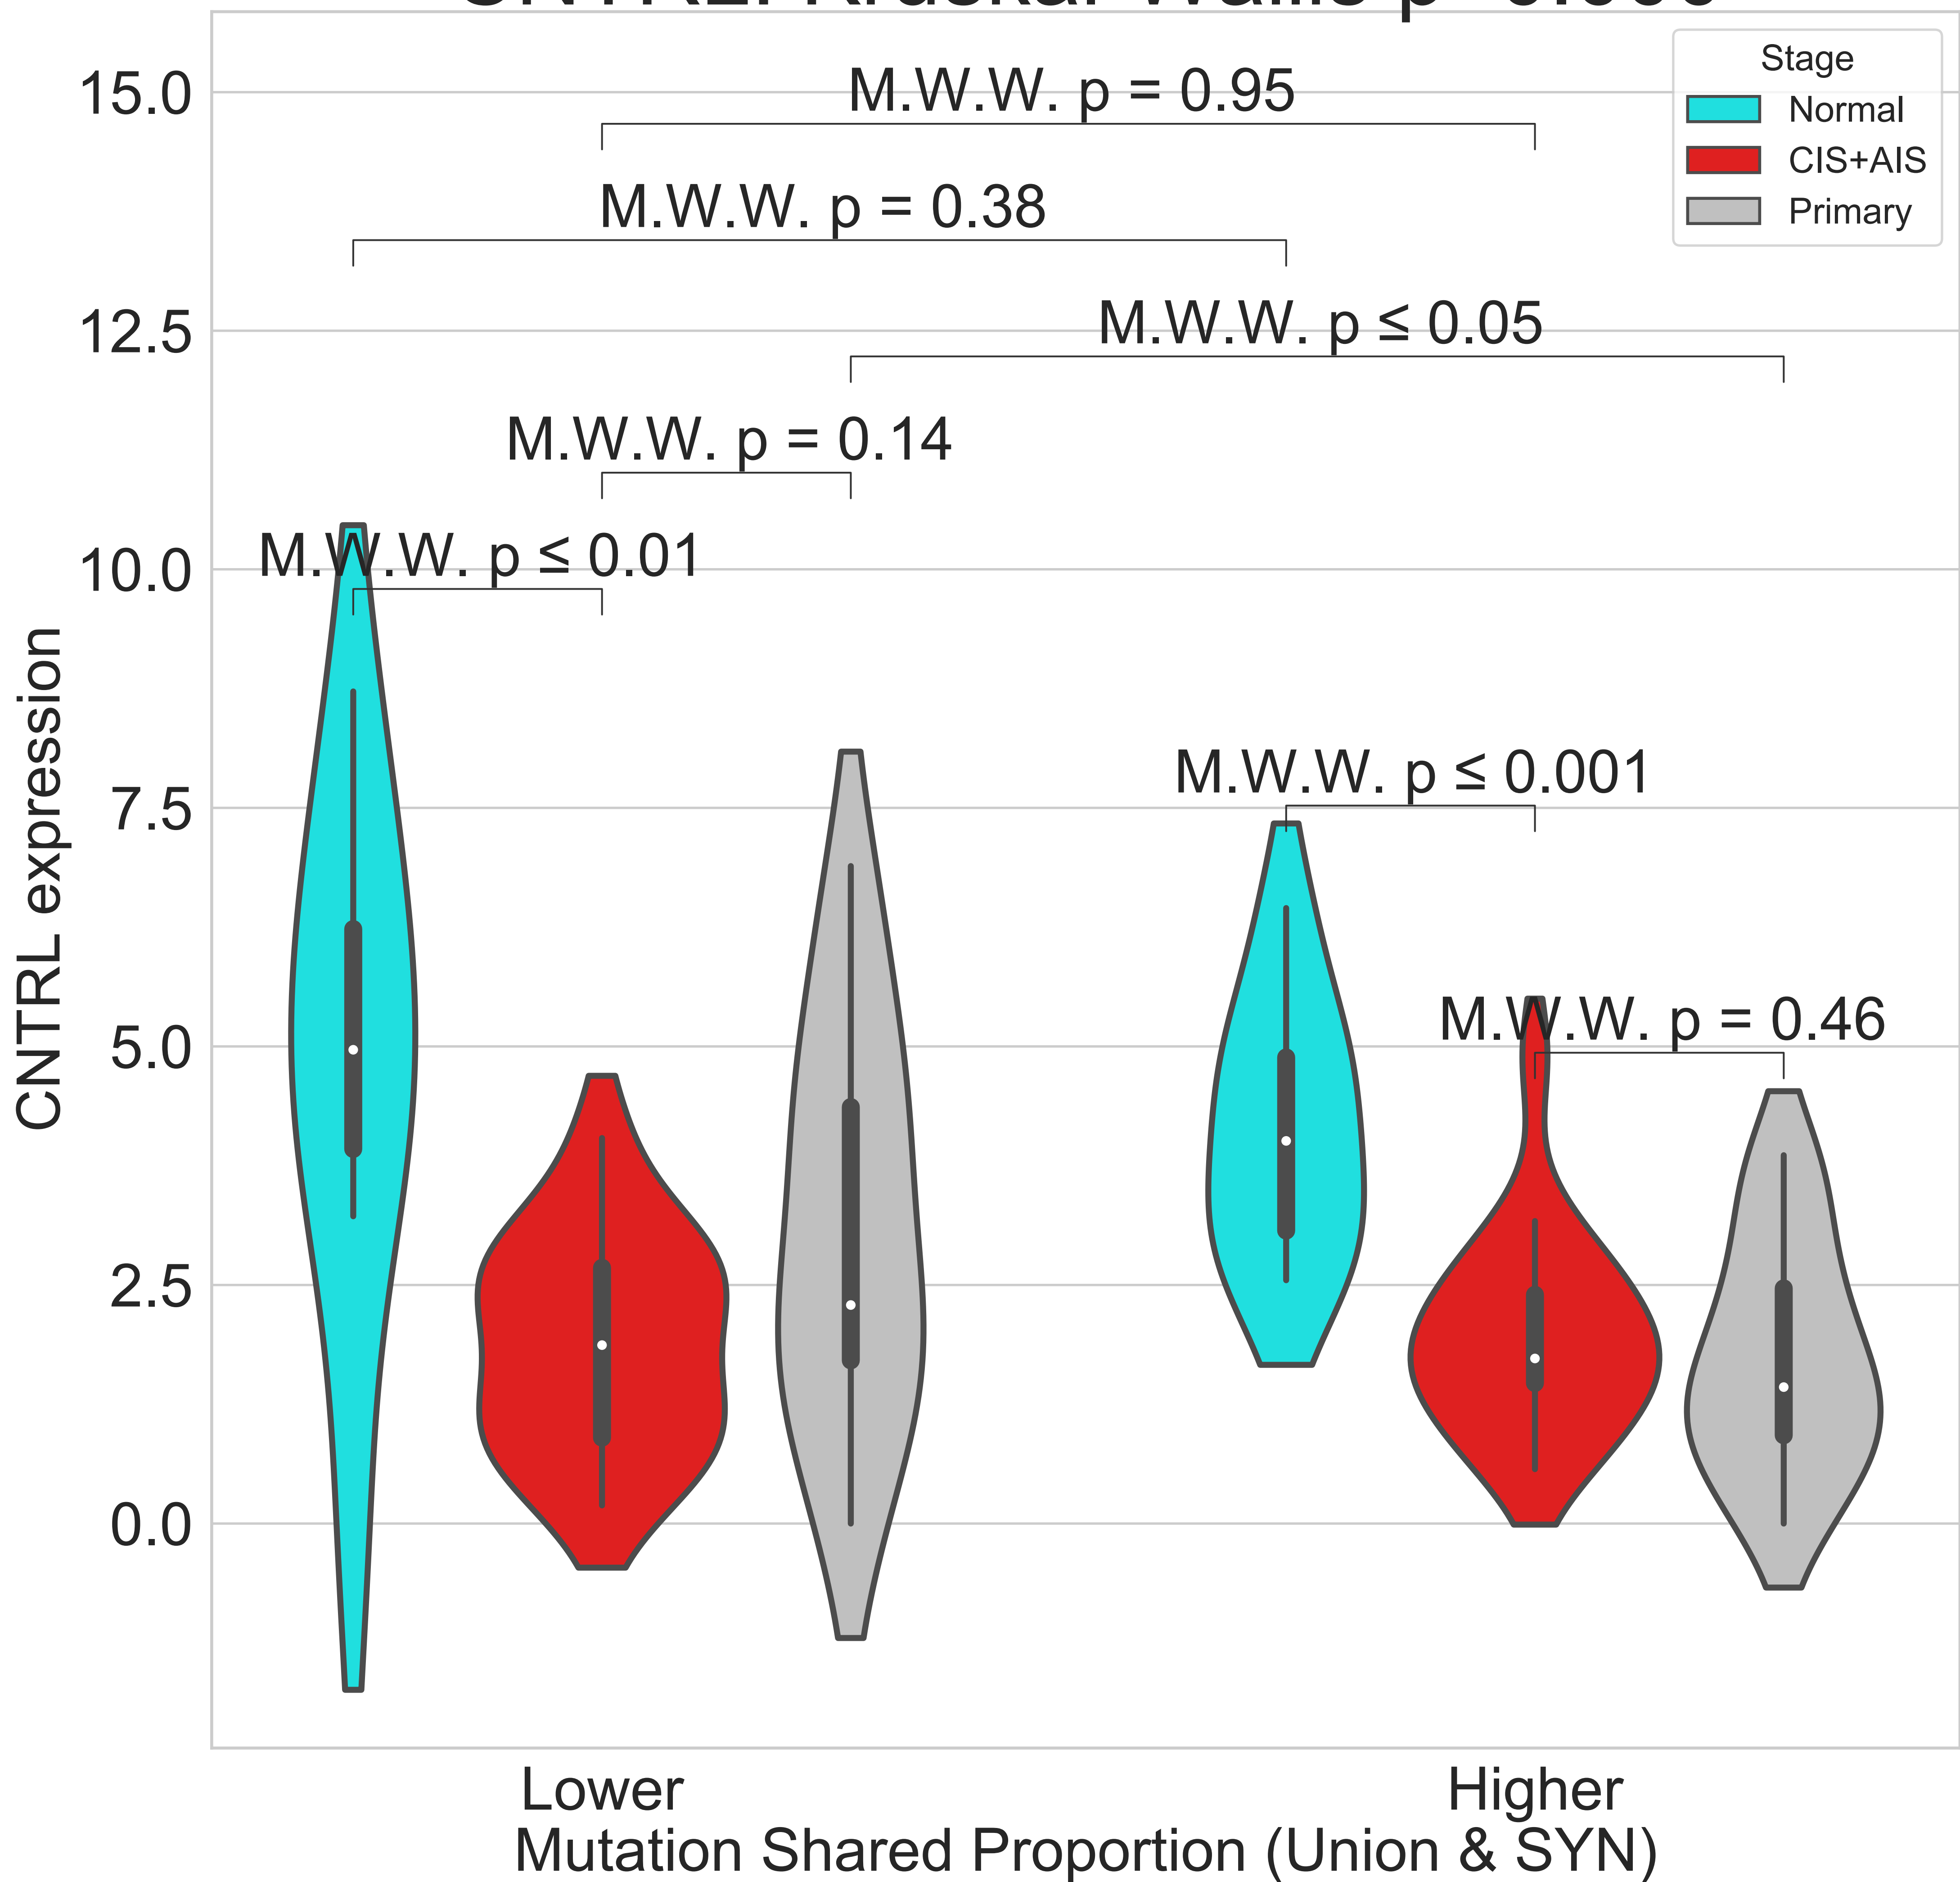 Stage
Normal
CIS+AIS
Primary
M.W.W. p = 0.95
M.W.W. p = 0.38
M.W.W. p ≤ 0.05
M.W.W. p = 0.14
M.W.W. p ≤ 0.01
M.W.W. p ≤ 0.001
M.W.W. p = 0.46
15.0
12.5
10.0
7.5
5.0
2.5
0.0
CNTRL expression
Lower
Higher
Mutation Shared Proportion (Union & SYN)